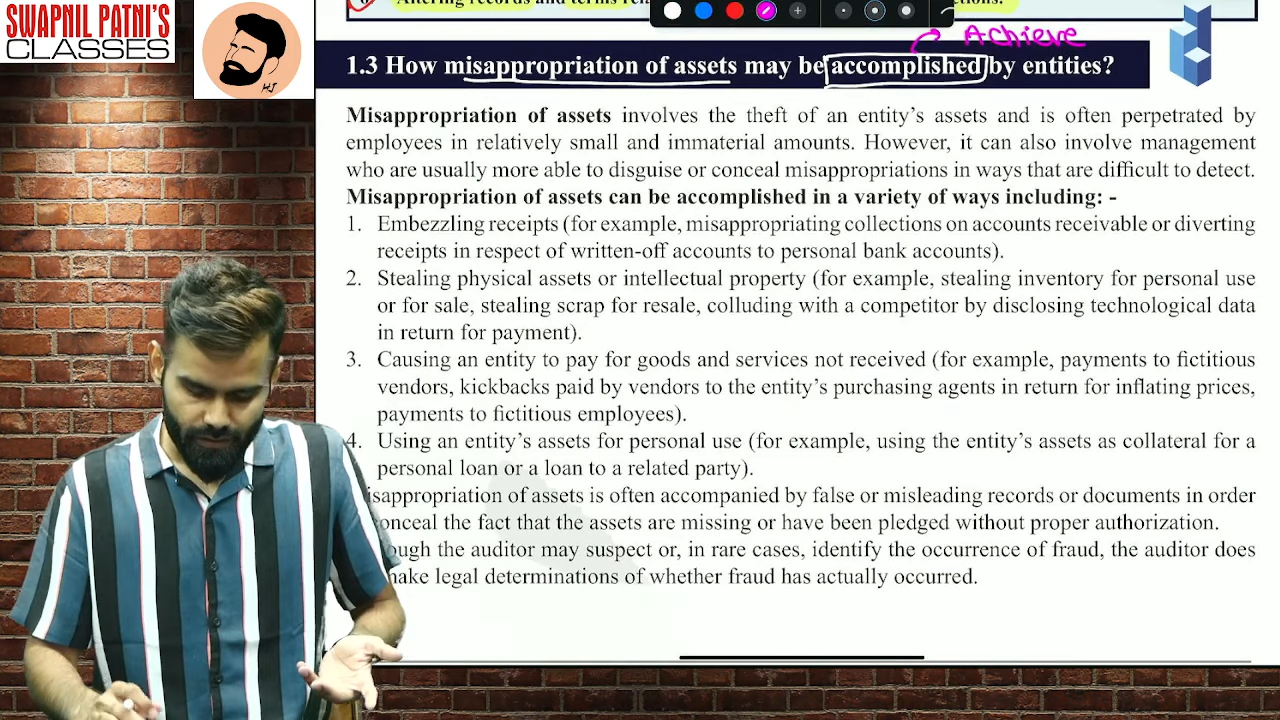 SWAPNIL PATNI'S
CLASSES
HJ
6 Altering records and terms
Achieve
1.3 How misappropriation of assets may be accomplished by entities?
Misappropriation of assets involves the theft of an entity's assets and is often perpetrated by
employees in relatively small and immaterial amounts. However, it can also involve management
who are usually more able to disguise or conceal misappropriations in ways that are difficult to detect.
Misappropriation of assets can be accomplished in a variety of ways including: -
1. Embezzling receipts (for example, misappropriating collections on accounts receivable or diverting
receipts in respect of written-off accounts to personal bank accounts).
2. Stealing physical assets or intellectual property (for example, stealing inventory for personal use
or for sale, stealing scrap for resale, colluding with a competitor by disclosing technological data
in return for payment).
3. Causing an entity to pay for goods and services not received (for example, payments to fictitious
vendors, kickbacks paid by vendors to the entity's purchasing agents in return for inflating prices,
payments to fictitious employees).
4. Using an entity's assets for personal use (for example, using the entity's assets as collateral for a
personal loan or a loan to a related party).
isappropriation of assets is often accompanied by false or misleading records or documents in order
onceal the fact that the assets are missing or have been pledged without proper authorization.
ough the auditor may suspect or, in rare cases, identify the occurrence of fraud, the auditor does
make legal determinations of whether fraud has actually occurred.